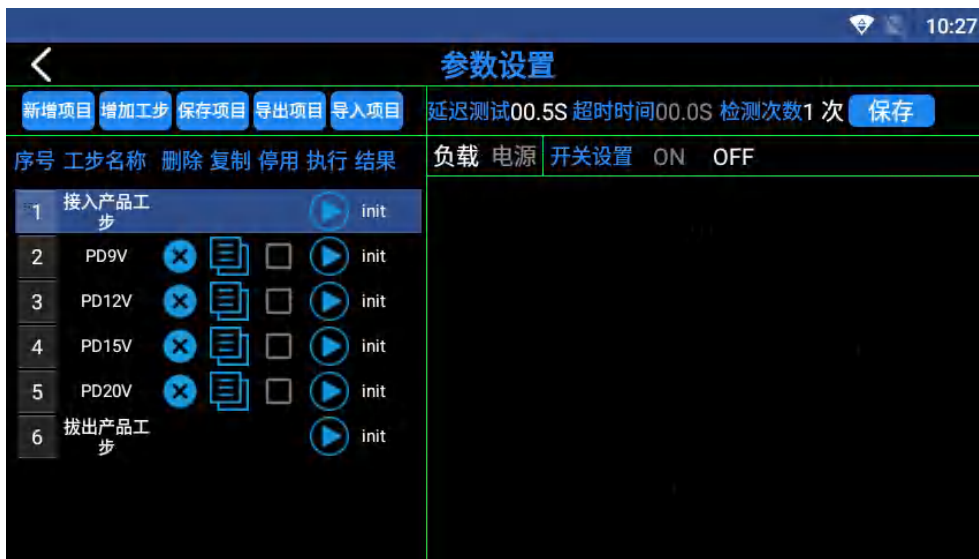 10:27
参数设置
新增项目 增加工步 保存项目 导出项目 导入项目
延迟测试00.5S 超时时间00.0S 检测次数1 次 保存
序号 工步名称 删除 复制 停用 执行 结果
负载 电源 开关设置 ON OFF
1 接入产品工步 init
2 PD9V init
3 PD12V init
4 PD15V init
5 PD20V init
6 拔出产品工步 init